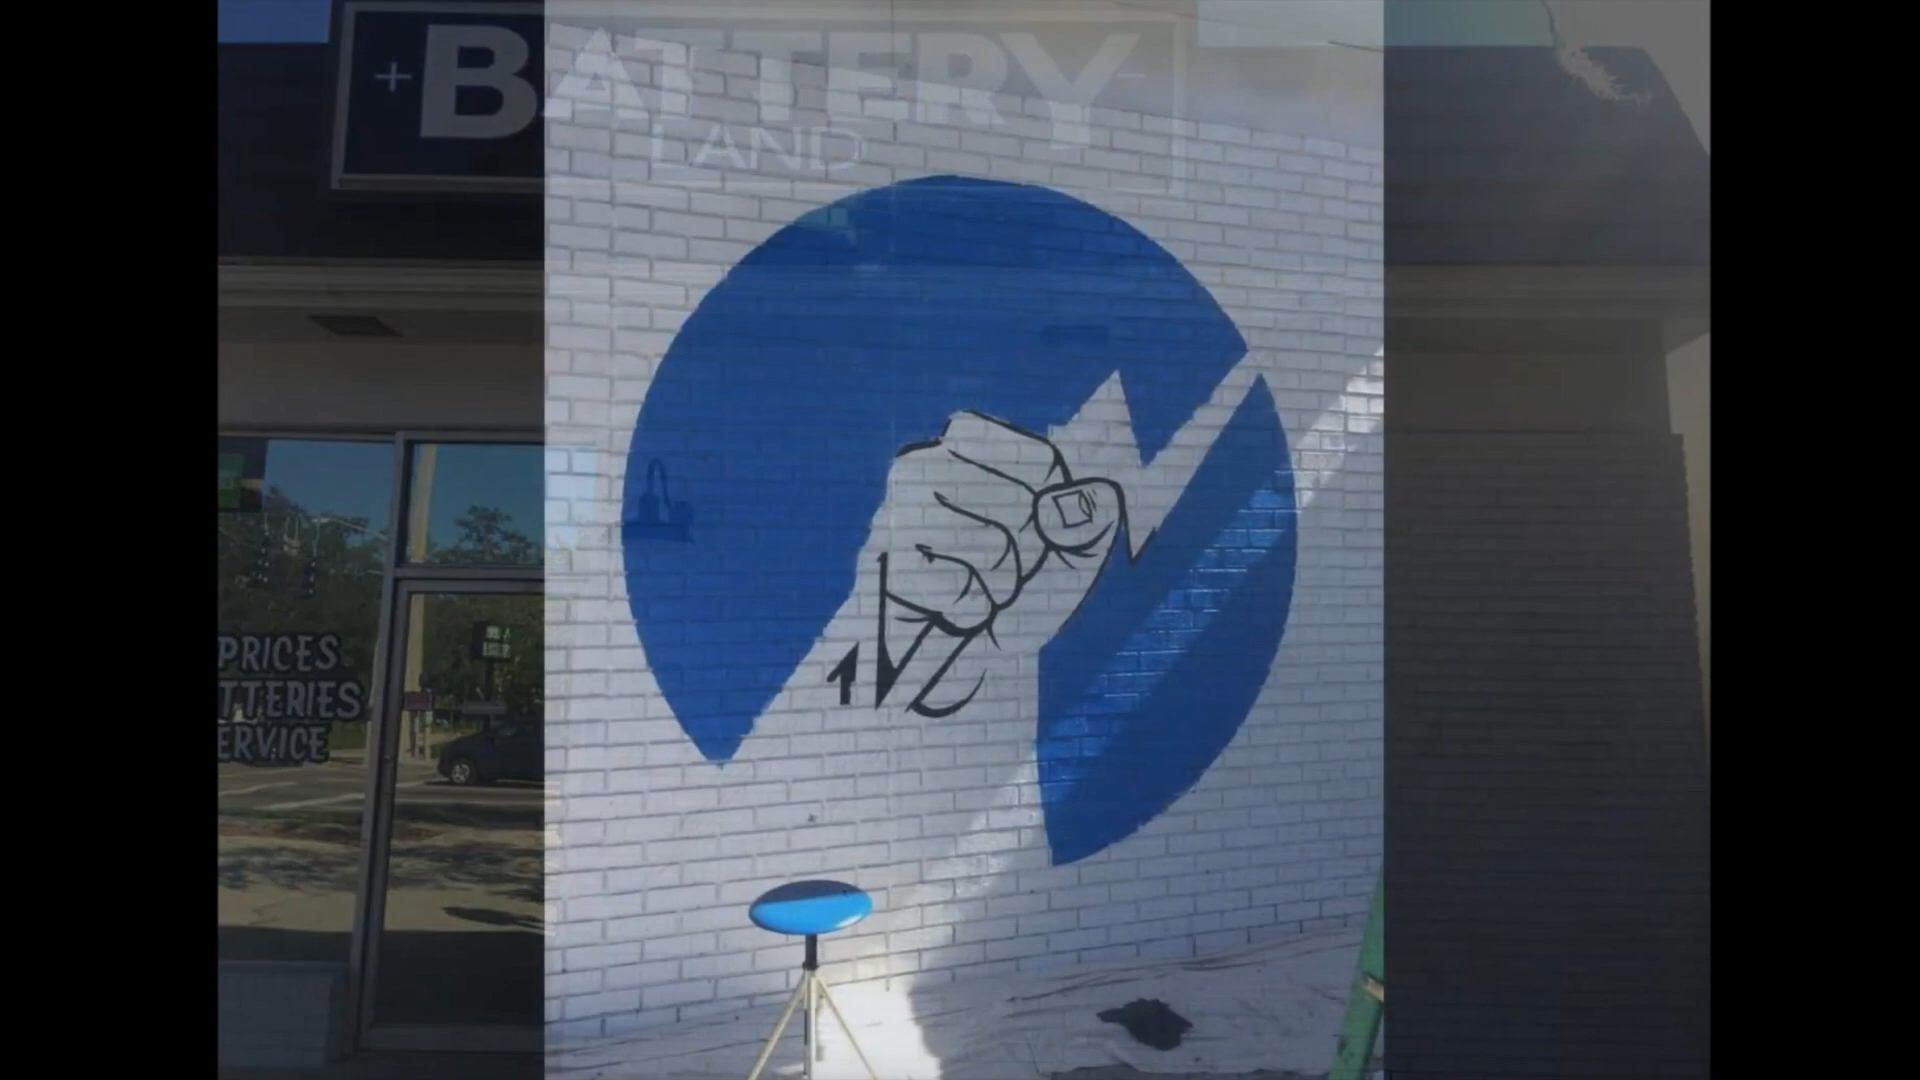 + BATTERY -
LAND
PRICES
TTERIES
ERVICE